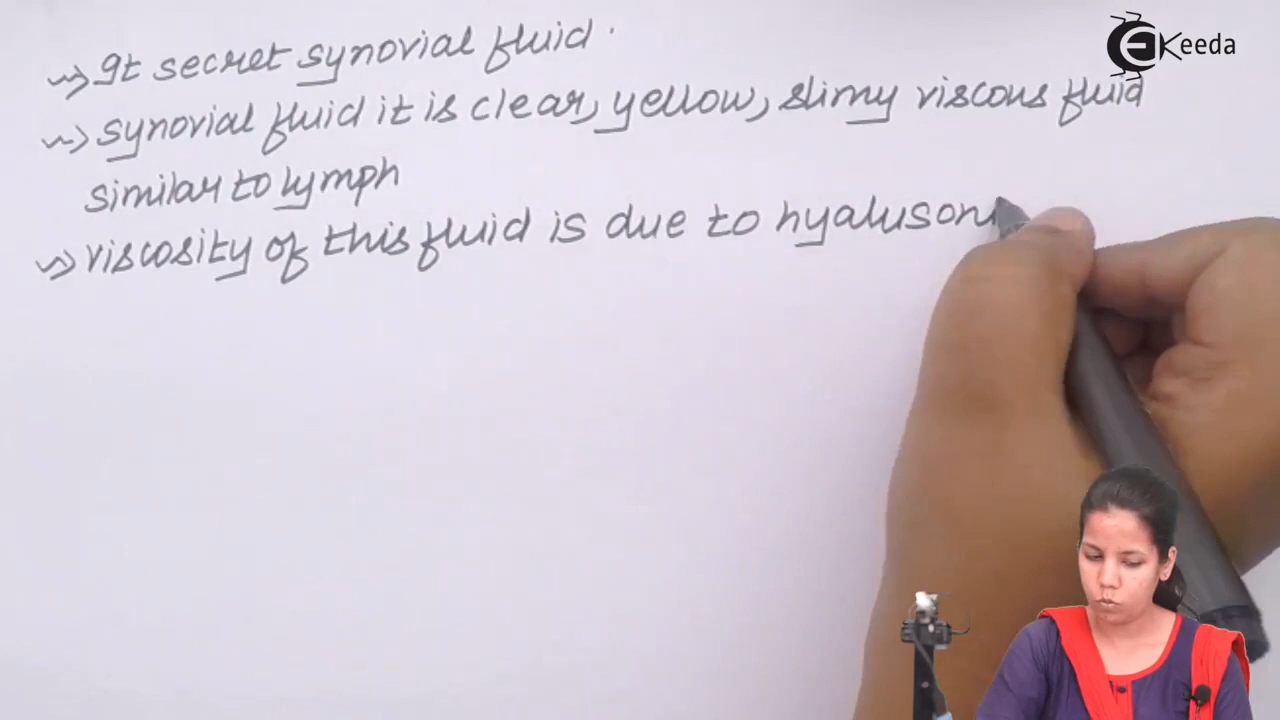 ~> It secret synovial fluid.
~> synovial fluid it is clear, yellow, slimy viscous fluid
similar to lymph
~> viscosity of this fluid is due to hyalusoni
EKeeda